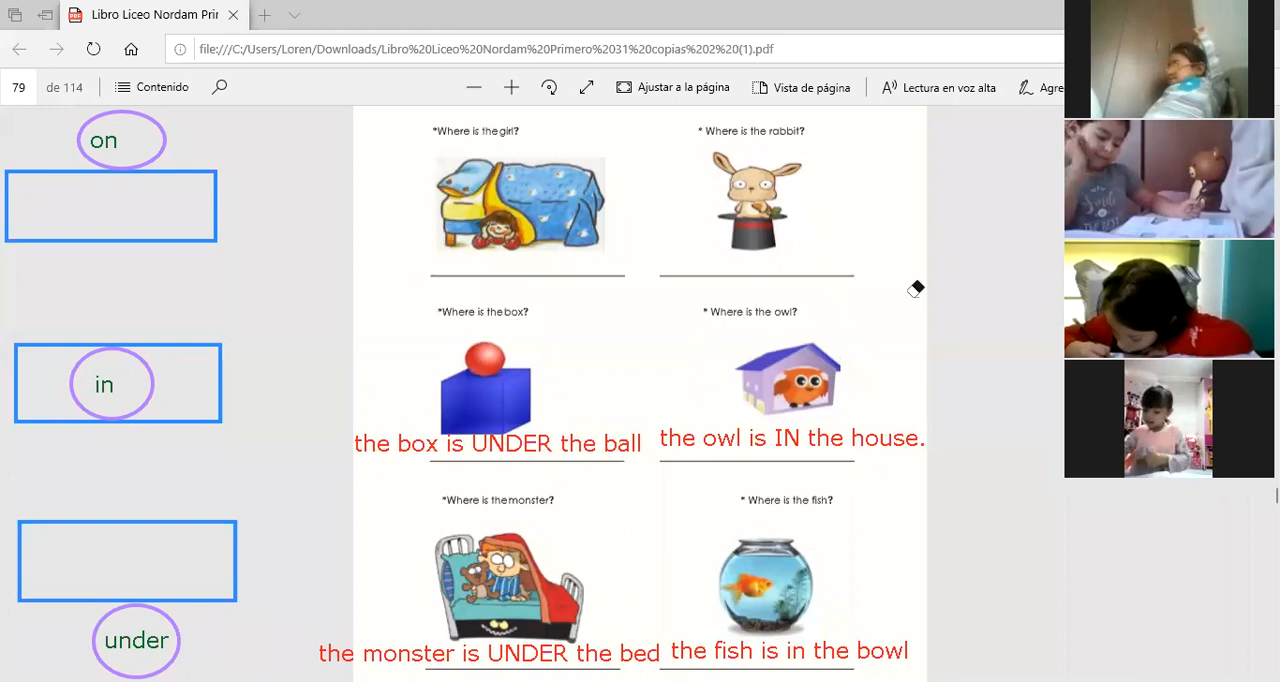 Libro Liceo Nordam Prir
file:///C:/Users/Loren/Downloads/Libro%20Liceo%20Nordam%20Primero%2031%20copias%202%20(1).pdf
79 de 114 Contenido Ajustar a la página Vista de página Lectura en voz alta Agre
on
*Where is the girl? * Where is the rabbit?
*Where is the box? * Where is the owl?
in
the box is UNDER the ball the owl is IN the house.
*Where is the monster? * Where is the fish?
under
the monster is UNDER the bed the fish is in the bowl